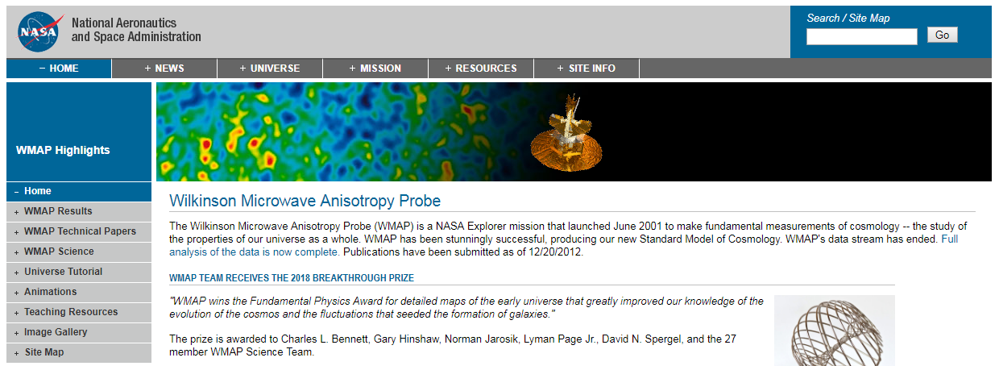 NASA
National Aeronautics
and Space Administration
Search / Site Map
Go
– HOME
+ NEWS
+ UNIVERSE
+ MISSION
+ RESOURCES
+ SITE INFO
WMAP Highlights
– Home
+ WMAP Results
+ WMAP Technical Papers
+ WMAP Science
+ Universe Tutorial
+ Animations
+ Teaching Resources
+ Image Gallery
+ Site Map
Wilkinson Microwave Anisotropy Probe
The Wilkinson Microwave Anisotropy Probe (WMAP) is a NASA Explorer mission that launched June 2001 to make fundamental measurements of cosmology -- the study of
the properties of our universe as a whole. WMAP has been stunningly successful, producing our new Standard Model of Cosmology. WMAP's data stream has ended. Full
analysis of the data is now complete. Publications have been submitted as of 12/20/2012.
WMAP TEAM RECEIVES THE 2018 BREAKTHROUGH PRIZE
"WMAP wins the Fundamental Physics Award for detailed maps of the early universe that greatly improved our knowledge of the
evolution of the cosmos and the fluctuations that seeded the formation of galaxies."
The prize is awarded to Charles L. Bennett, Gary Hinshaw, Norman Jarosik, Lyman Page Jr., David N. Spergel, and the 27
member WMAP Science Team.